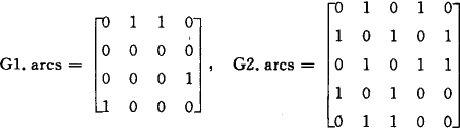 G1. arcs =
0 1 1 0
0 0 0 0
0 0 0 1
1 0 0 0
,
G2. arcs =
0 1 0 1 0
1 0 1 0 1
0 1 0 1 1
1 0 1 0 0
0 1 1 0 0